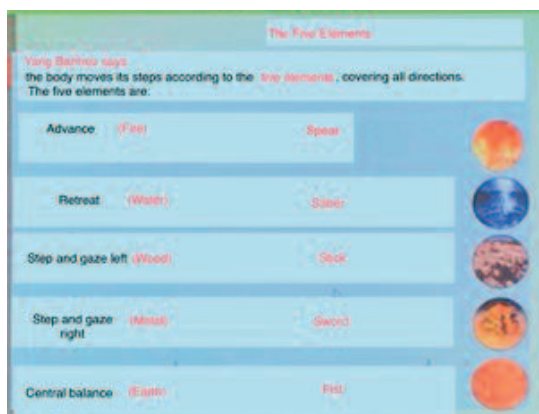 The Five Elements
Yang Banhou says
the body moves its steps according to the five elements, covering all directions.
The five elements are:
Advance (Fire) Spear
Retreat (Water) Saber
Step and gaze left (Wood) Stick
Step and gaze right (Metal) Sword
Central balance (Earth) Fist